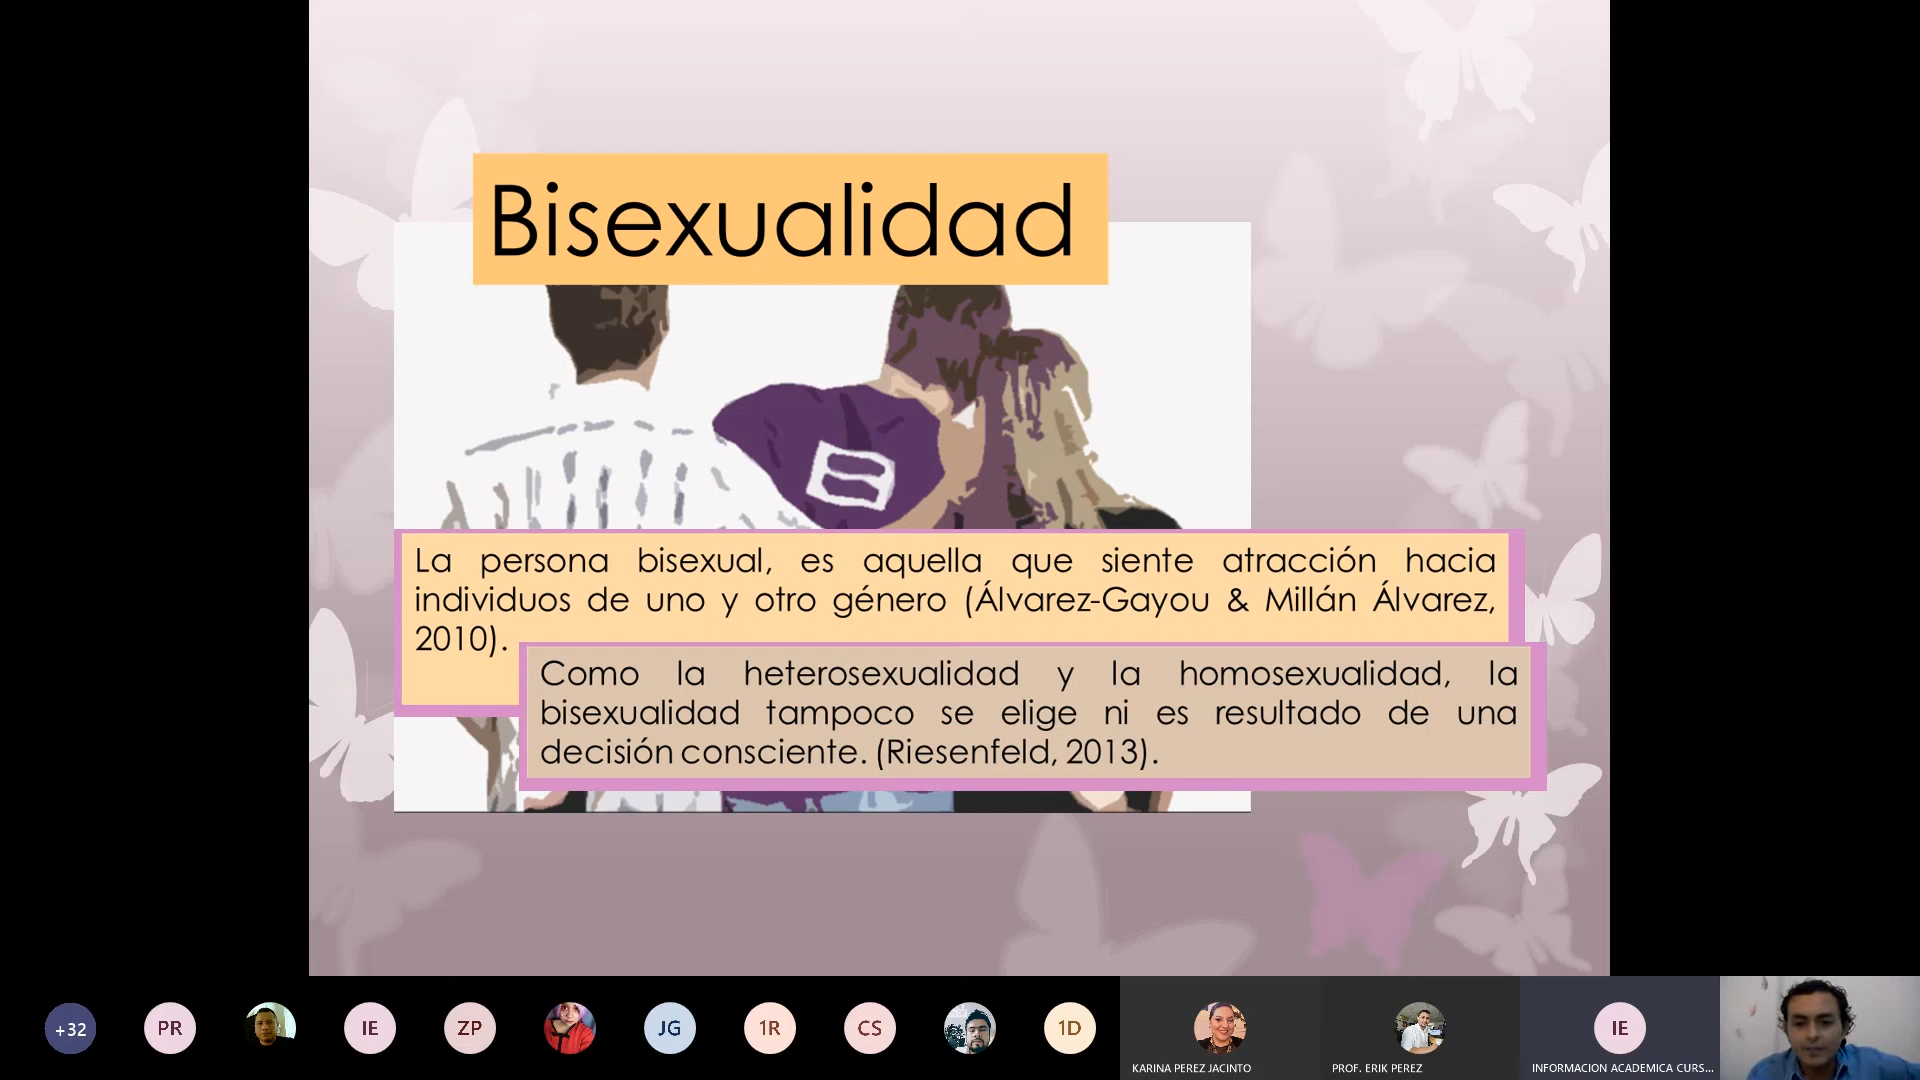 Bisexualidad
La persona bisexual, es aquella que siente atracción hacia
individuos de uno y otro género (Álvarez-Gayou & Millán Álvarez,
2010).
Como la heterosexualidad y la homosexualidad, la
bisexualidad tampoco se elige ni es resultado de una
decisión consciente. (Riesenfeld, 2013).
+32
PR
IE
ZP
JG
1R
CS
1D
IE
KARINA PEREZ JACINTO
PROF. ERIK PEREZ
INFORMACION ACADEMICA CURS...